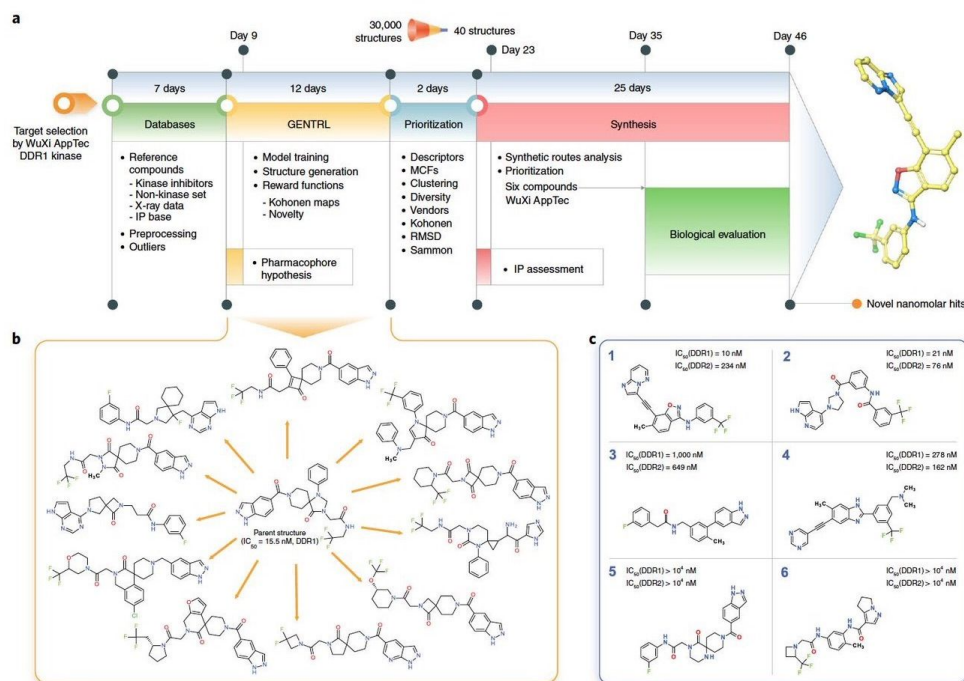 a
30,000
structures
40 structures
Day 9
Day 23
Day 35
Day 46
7 days
12 days
2 days
25 days
Databases
GENTRL
Prioritization
Synthesis
Target selection
by WuXi AppTec
DDR1 kinase
• Reference
compounds
- Kinase inhibitors
- Non-kinase set
- X-ray data
- IP base
• Preprocessing
• Outliers
• Model training
• Structure generation
• Reward functions
- Kohonen maps
- Novelty
• Pharmacophore
hypothesis
• Descriptors
• MCFs
• Clustering
• Diversity
• Vendors
• Kohonen
• RMSD
• Sammon
• Synthetic routes analysis
• Prioritization
Six compounds
WuXi AppTec
• IP assessment
Biological evaluation
Novel nanomolar hits
b
Parent structure
(IC50 = 15.5 nM, DDR1)
c
1
IC50(DDR1) = 10 nM
IC50(DDR2) = 234 nM
2
IC50(DDR1) = 21 nM
IC50(DDR2) = 76 nM
3
IC50(DDR1) = 1,000 nM
IC50(DDR2) = 649 nM
4
IC50(DDR1) = 278 nM
IC50(DDR2) = 162 nM
5
IC50(DDR1) > 10⁴ nM
IC50(DDR2) > 10⁴ nM
6
IC50(DDR1) > 10⁴ nM
IC50(DDR2) > 10⁴ nM